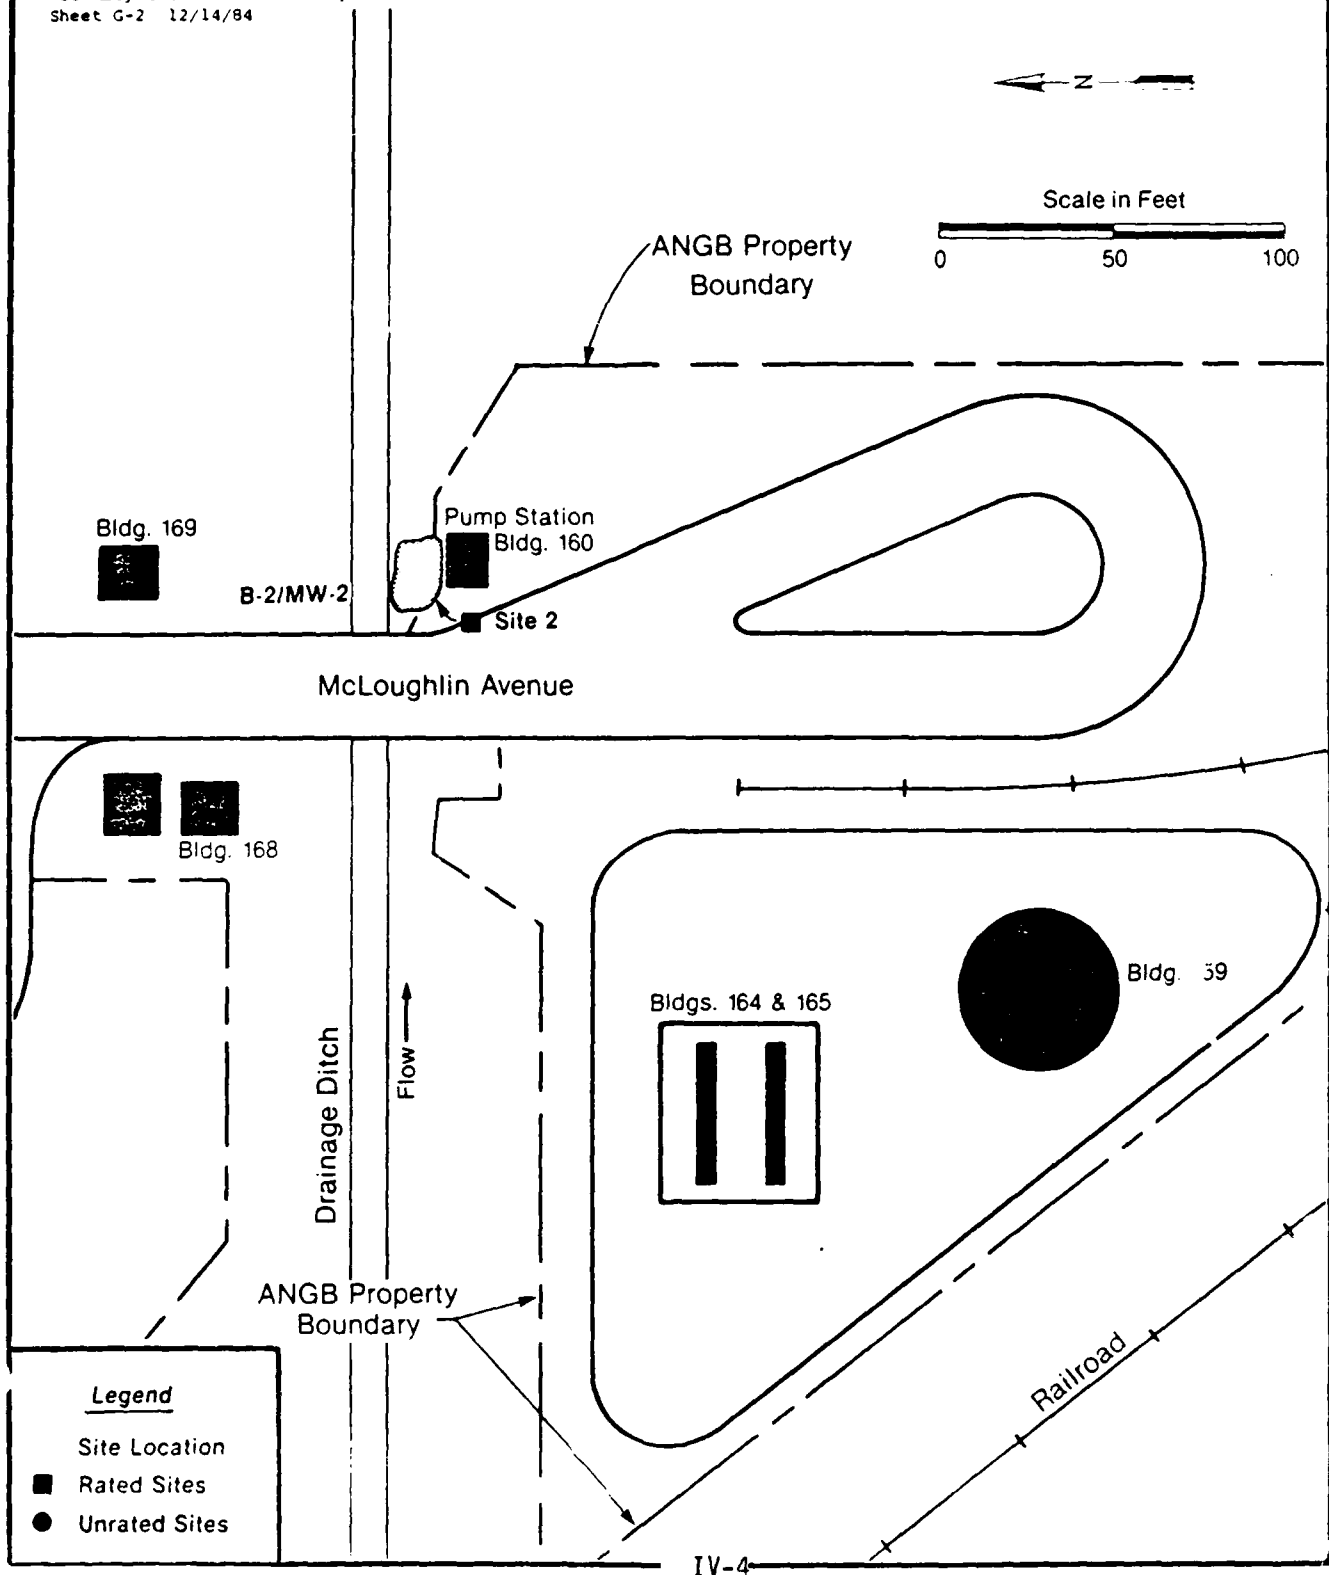 Sheet G-2 12/14/84
N
Scale in Feet
0 50 100
ANGB Property
Boundary
Bldg. 169
Pump Station
Bldg. 160
B-2/MW-2
Site 2
McLoughlin Avenue
Bldg. 168
Bldg. 59
Bldgs. 164 & 165
Flow
Drainage Ditch
ANGB Property
Boundary
Railroad
Legend
Site Location
Rated Sites
Unrated Sites
IV-4